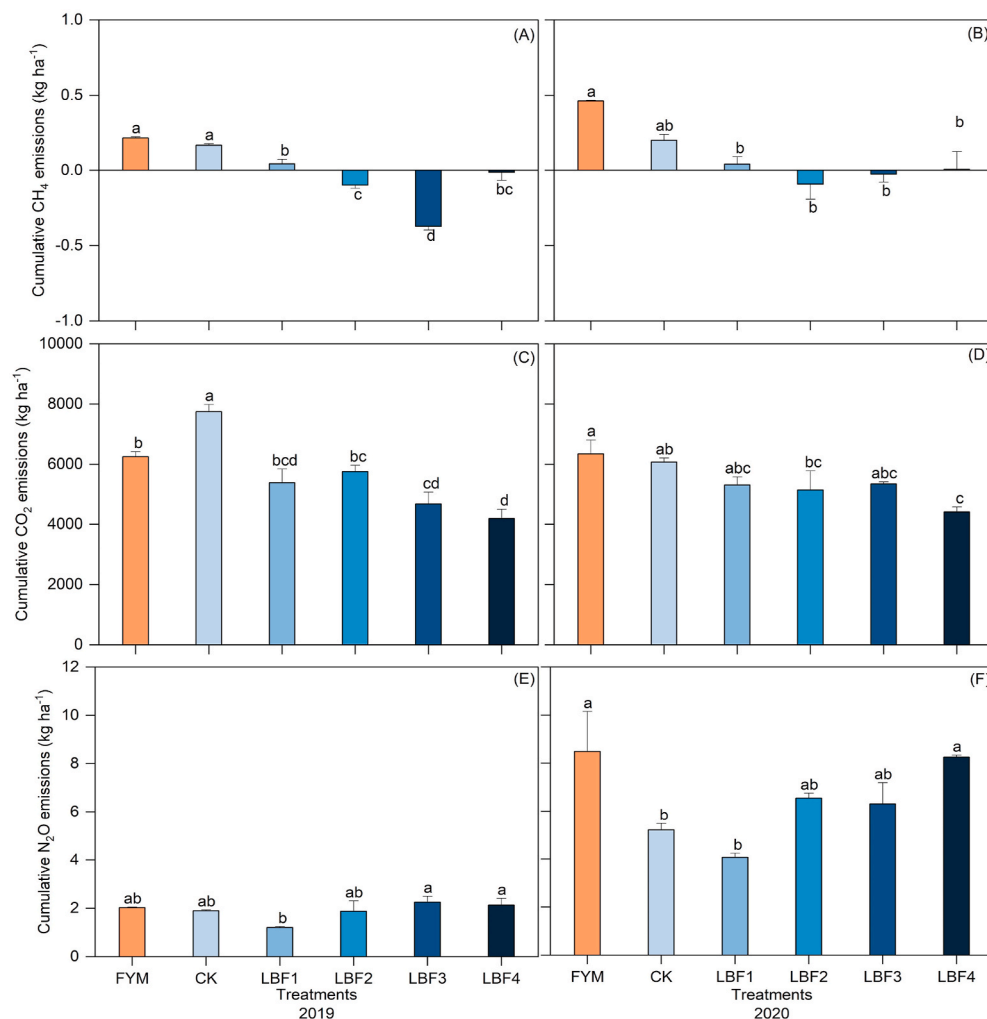 (A)
(B)
Cumulative CH₄ emissions (kg ha⁻¹)
1.0
0.5
0.0
-0.5
-1.0
a a b c d bc
a ab b b b b
(C)
(D)
Cumulative CO₂ emissions (kg ha⁻¹)
10000
8000
6000
4000
2000
0
b a bcd bc cd d
a ab abc bc abc c
(E)
(F)
Cumulative N₂O emissions (kg ha⁻¹)
12
10
8
6
4
2
0
ab ab b ab a a
a b b ab ab a
FYM CK LBF1 LBF2 LBF3 LBF4
Treatments
2019
FYM CK LBF1 LBF2 LBF3 LBF4
Treatments
2020